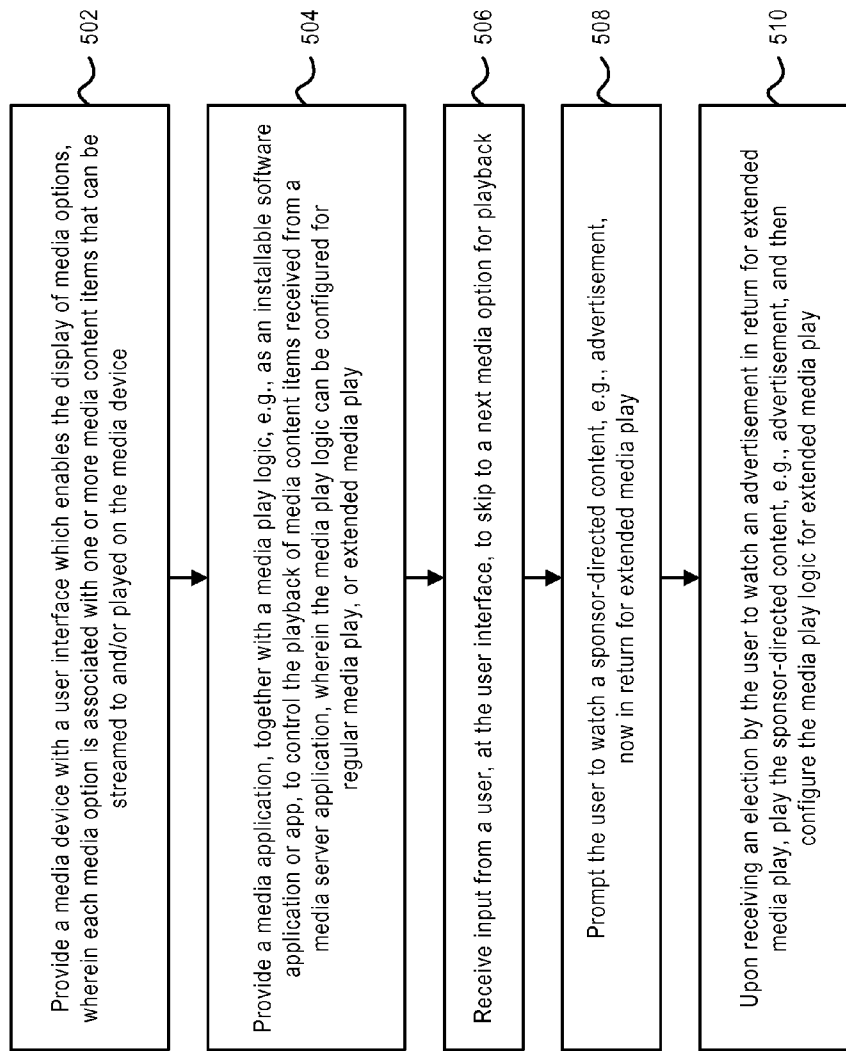 Provide a media device with a user interface which enables the display of media options,
wherein each media option is associated with one or more media content items that can be
streamed to and/or played on the media device
502
Provide a media application, together with a media play logic, e.g., as an installable software
application or app, to control the playback of media content items received from a
media server application, wherein the media play logic can be configured for
regular media play, or extended media play
504
Receive input from a user, at the user interface, to skip to a next media option for playback
506
Prompt the user to watch a sponsor-directed content, e.g., advertisement,
now in return for extended media play
508
Upon receiving an election by the user to watch an advertisement in return for extended
media play, play the sponsor-directed content, e.g., advertisement, and then
configure the media play logic for extended media play
510